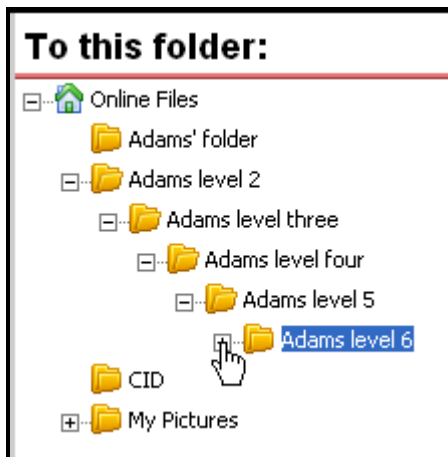 To this folder:
Online Files
Adams' folder
Adams level 2
Adams level three
Adams level four
Adams level 5
Adams level 6
CID
My Pictures